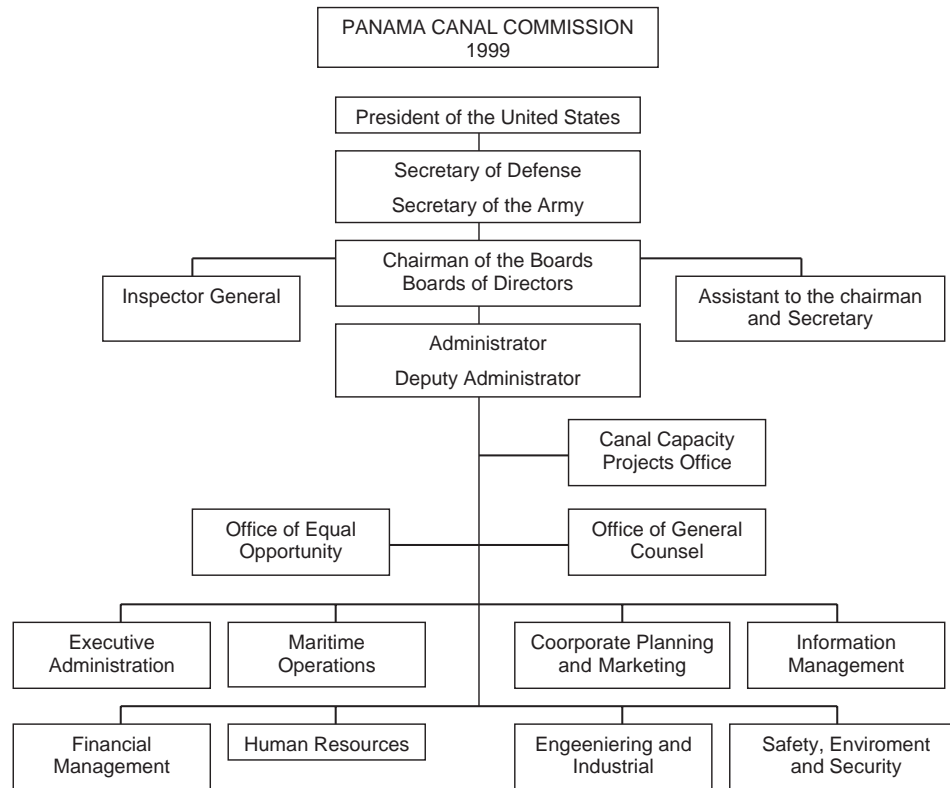 PANAMA CANAL COMMISSION
1999
President of the United States
Secretary of Defense
Secretary of the Army
Chairman of the Boards
Boards of Directors
Inspector General
Assistant to the chairman
and Secretary
Administrator
Deputy Administrator
Canal Capacity
Projects Office
Office of Equal
Opportunity
Office of General
Counsel
Executive
Administration
Maritime
Operations
Coorporate Planning
and Marketing
Information
Management
Financial
Management
Human Resources
Engeeniering and
Industrial
Safety, Enviroment
and Security